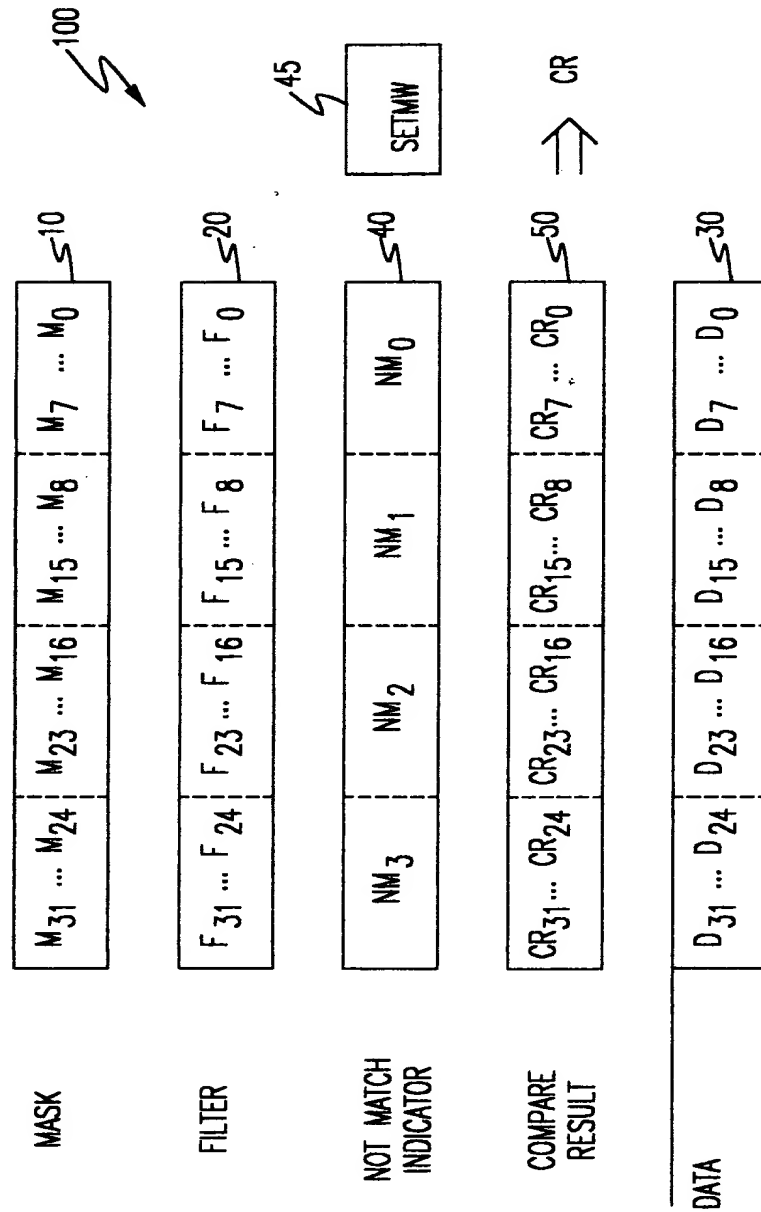 100
MASK
M31 ... M24 M23 ... M16 M15 ... M8 M7 ... M0
10
FILTER
F31 ... F24 F23 ... F16 F15 ... F8 F7 ... F0
20
NOT MATCH
INDICATOR
NM3 NM2 NM1 NM0
40
SETMW
45
COMPARE
RESULT
CR31 ... CR24 CR23 ... CR16 CR15 ... CR8 CR7 ... CR0
50
CR
DATA
D31 ... D24 D23 ... D16 D15 ... D8 D7 ... D0
30